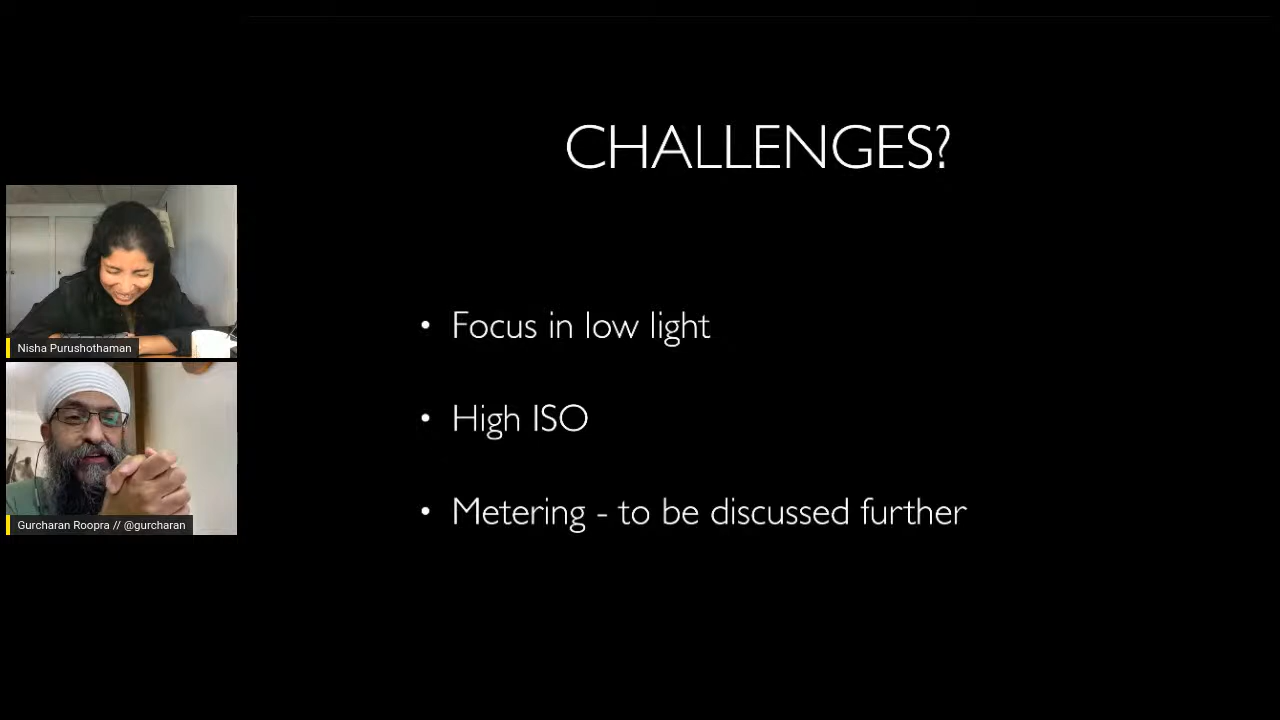 CHALLENGES?
• Focus in low light
• High ISO
• Metering - to be discussed further
Nisha Purushothaman
Gurcharan Roopra // @gurcharan